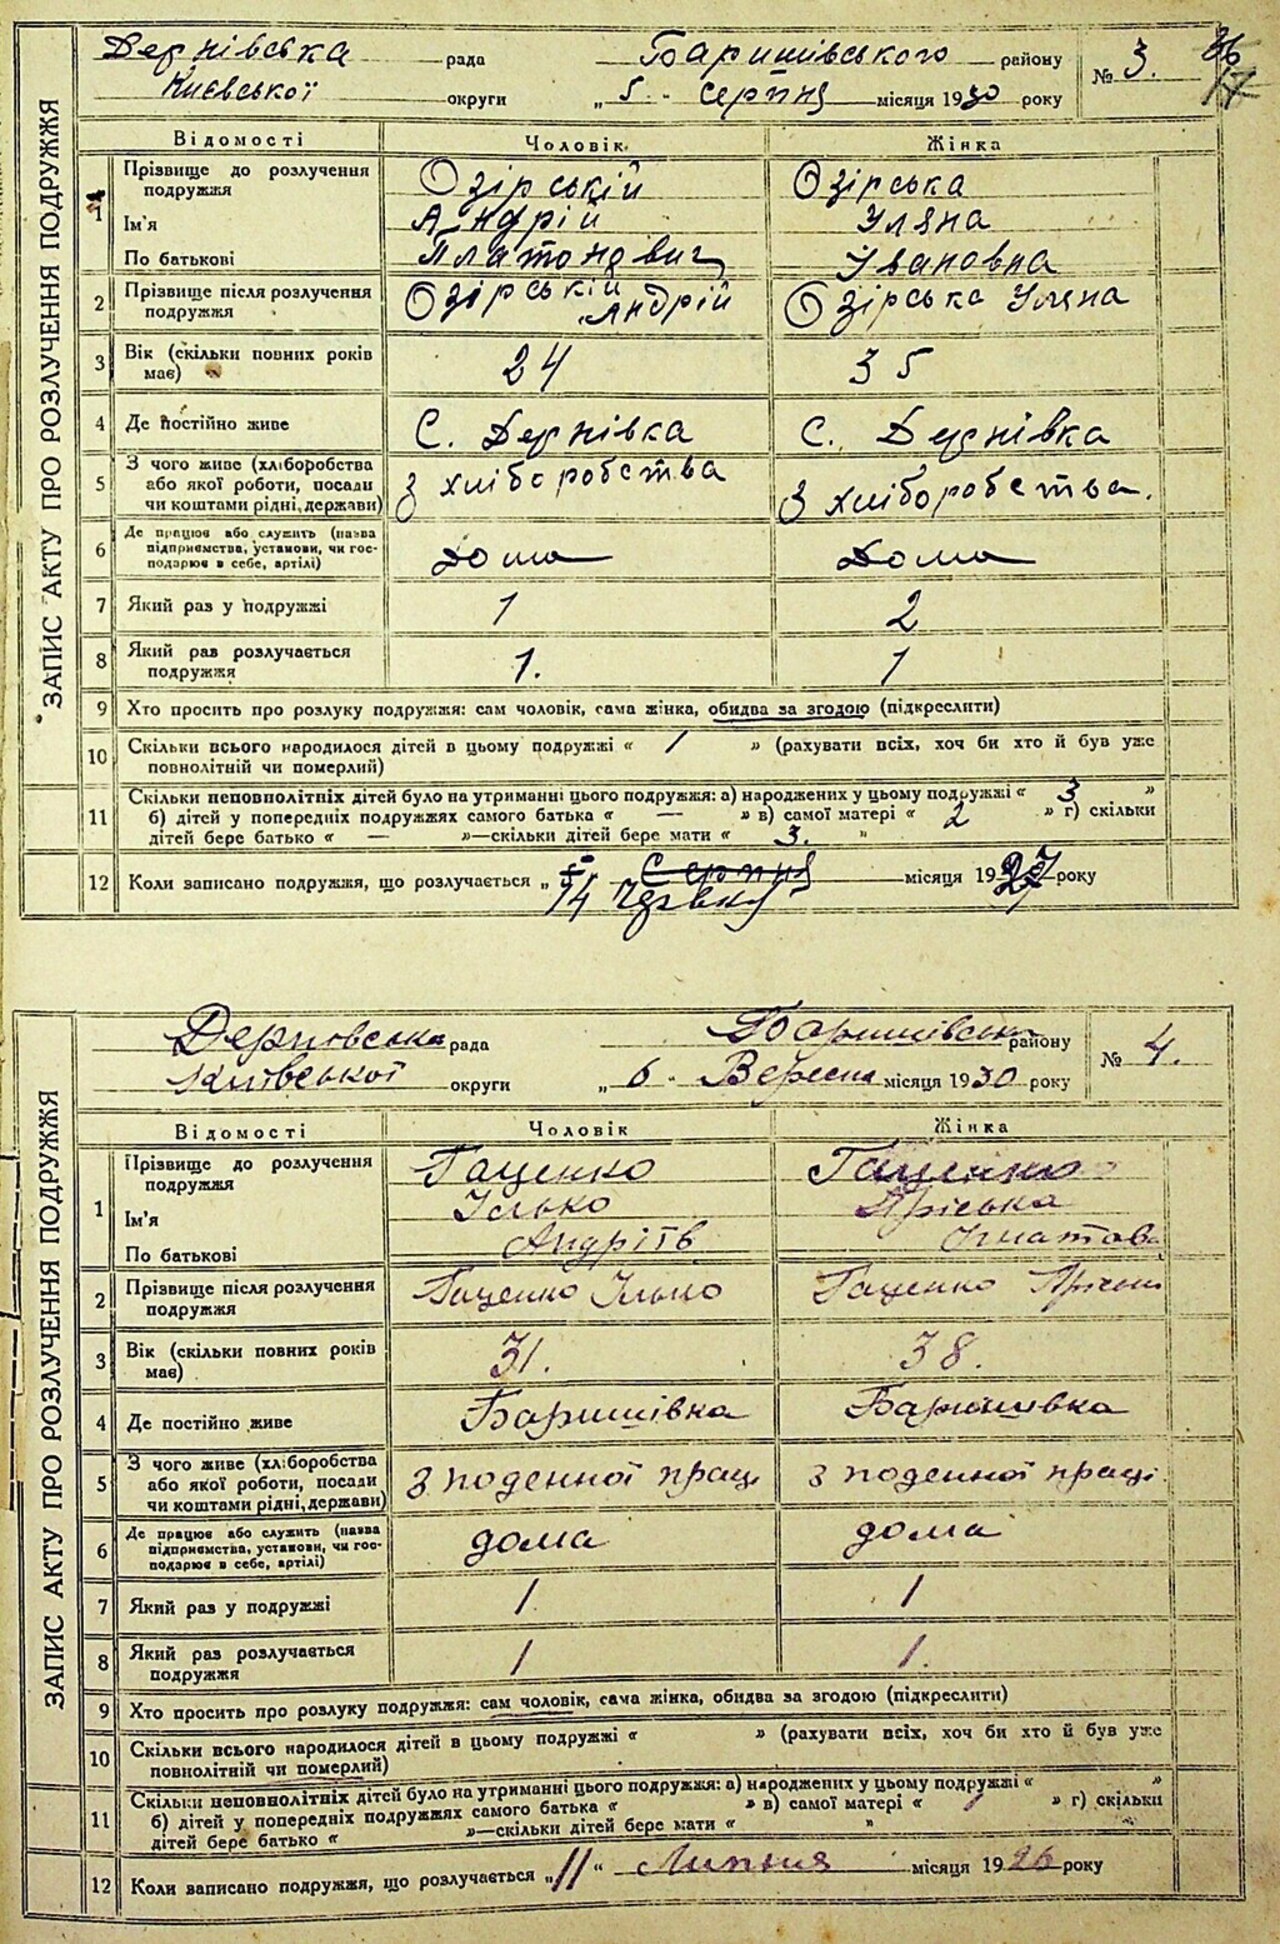 ЗАПИС АКТУ ПРО РОЗЛУЧЕННЯ ПОДРУЖЖЯ
Дернівська рада Баришівського району № 3. 36
Київської округи „ 5 - серпня місяця 1930 року 17
Відомості Чоловік Жінка
1 Прізвище до розлучення подружжя Озірській Озірська
Ім'я Андрій Уляна
По батькові Платонович Івановна
2 Прізвище після розлучення подружжя Озірській Андрій Озірська Уляна
3 Вік (скільки повних років має) 24 35
4 Де постійно живе С. Дернівка С. Дернівка
5 З чого живе (хліборобства або якої роботи, посади чи коштами рідні, держави) З хліборобства З хліборобства.
6 Де працює або служить (назва підприємства, установи, чи господарює в себе, артілі) Дома Дома
7 Який раз у подружжі 1 2
8 Який раз розлучається подружжя 1. 1
9 Хто просить про розлуку подружжя: сам чоловік, сама жінка, обидва за згодою (підкреслити)
10 Скільки всього народилося дітей в цьому подружжі « 1 » (рахувати всіх, хоч би хто й був уже повнолітній чи померлий)
11 Скільки неповнолітніх дітей було на утриманні цього подружжя: а) народжених у цьому подружжі « 3 »
б) дітей у попередніх подружжях самого батька « — » в) самої матері « 2 » г) скільки
дітей бере батько « — »—скільки дітей бере мати « 3. »
12 Коли записано подружжя, що розлучається „ 5 Серпня місяця 1927 року
14
ЗАПИС АКТУ ПРО РОЗЛУЧЕННЯ ПОДРУЖЖЯ
Дерновська рада Баришівська району № 4.
Київської округи „ 6 - Вересня місяця 1930 року
Відомості Чоловік Жінка
1 Прізвище до розлучення подружжя Гаценко Гаценко
Ім'я Ілько Пріська
По батькові Андріїв Ігнатова
2 Прізвище після розлучення подружжя Гаценко Ілько Гаценко Пріська
3 Вік (скільки повних років має) 31. 38.
4 Де постійно живе Баришівка Баришівка
5 З чого живе (хліборобства або якої роботи, посади чи коштами рідні, держави) З поденної праці З поденної праці
6 Де працює або служить (назва підприємства, установи, чи господарює в себе, артілі) дома дома
7 Який раз у подружжі 1 1
8 Який раз розлучається подружжя 1 1.
9 Хто просить про розлуку подружжя: сам чоловік, сама жінка, обидва за згодою (підкреслити)
10 Скільки всього народилося дітей в цьому подружжі « » (рахувати всіх, хоч би хто й був уже повнолітній чи померлий)
11 Скільки неповнолітніх дітей було на утриманні цього подружжя: а) народжених у цьому подружжі « »
б) дітей у попередніх подружжях самого батька « » в) самої матері « » г) скільки
дітей бере батько « »—скільки дітей бере мати « »
12 Коли записано подружжя, що розлучається „ 11 “ Липня місяця 1926 року